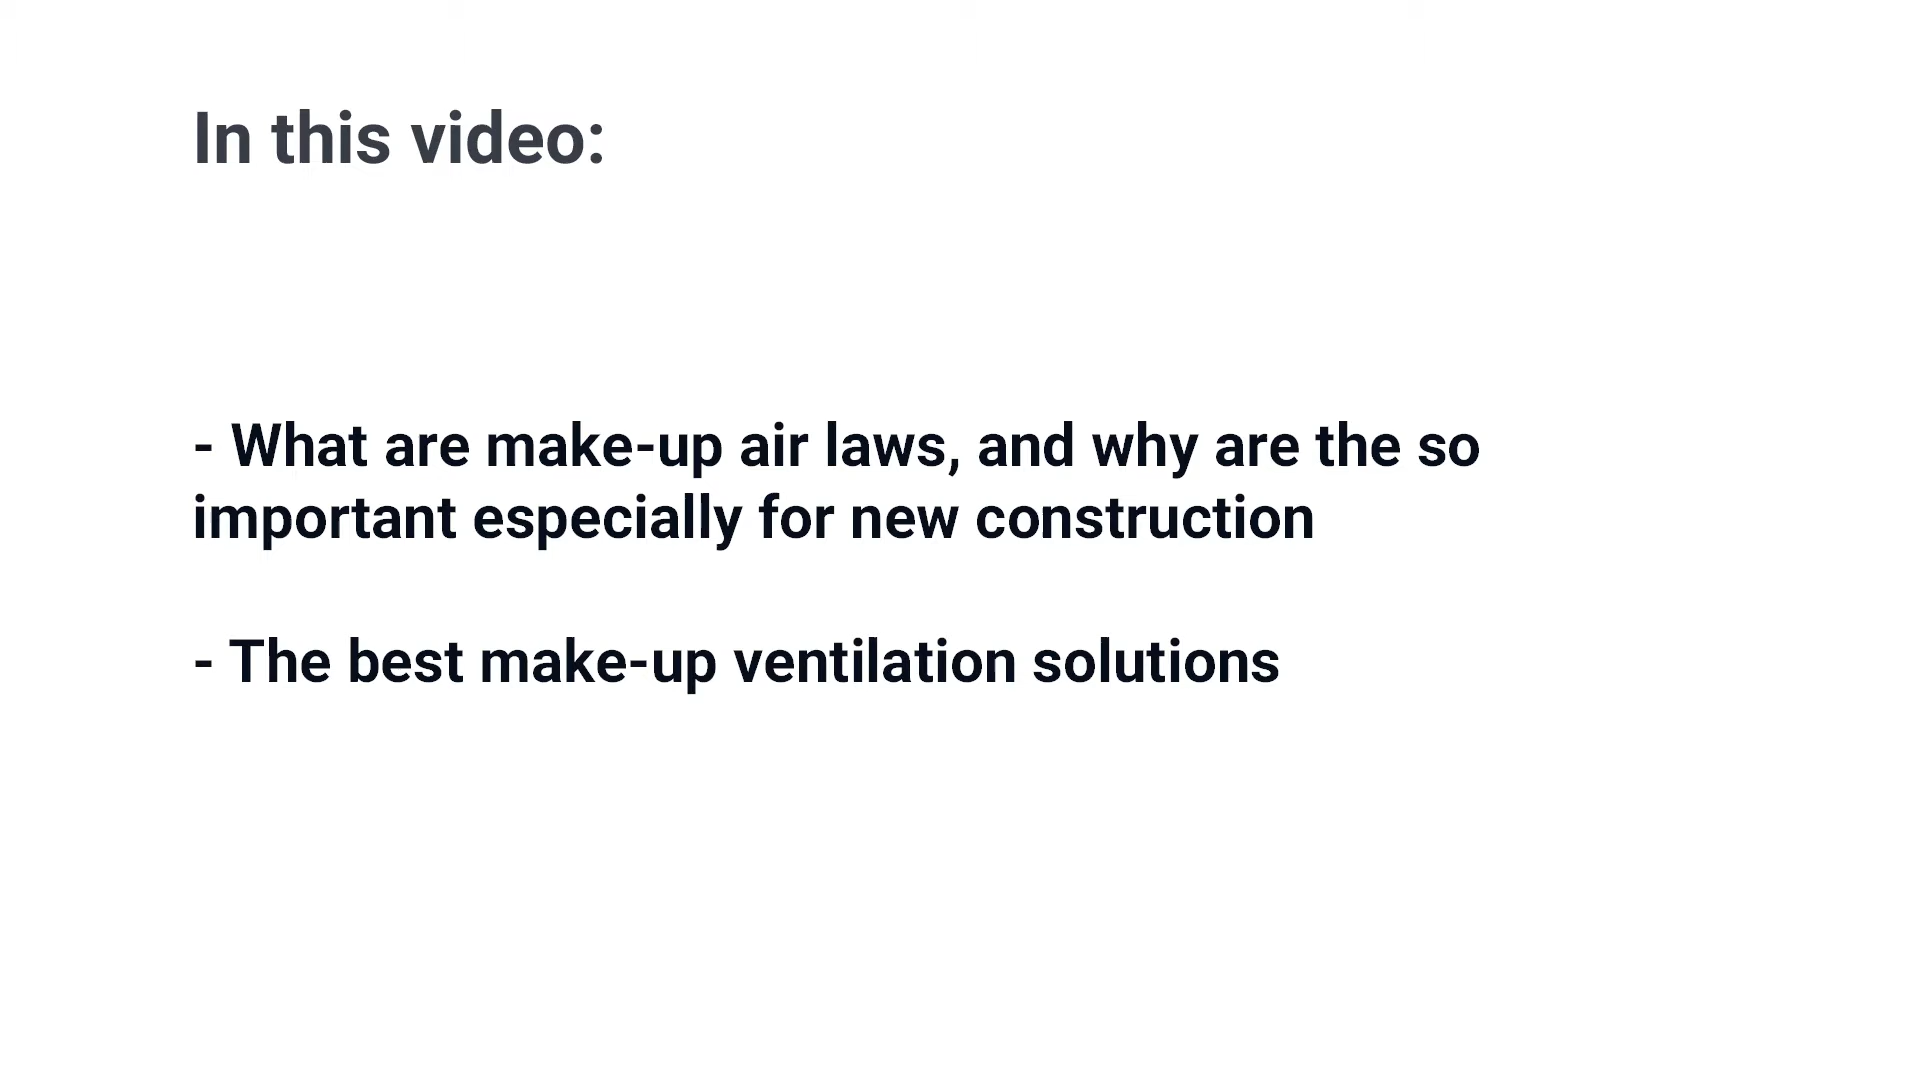 In this video:
- What are make-up air laws, and why are the so
important especially for new construction
- The best make-up ventilation solutions